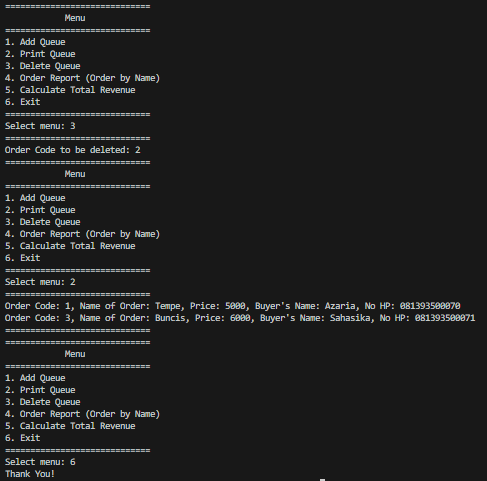 =============================
Menu
=============================
1. Add Queue
2. Print Queue
3. Delete Queue
4. Order Report (Order by Name)
5. Calculate Total Revenue
6. Exit
=============================
Select menu: 3
=============================
Order Code to be deleted: 2
=============================
Menu
=============================
1. Add Queue
2. Print Queue
3. Delete Queue
4. Order Report (Order by Name)
5. Calculate Total Revenue
6. Exit
=============================
Select menu: 2
=============================
Order Code: 1, Name of Order: Tempe, Price: 5000, Buyer's Name: Azaria, No HP: 081393500070
Order Code: 3, Name of Order: Buncis, Price: 6000, Buyer's Name: Sahasika, No HP: 081393500071
=============================
=============================
Menu
=============================
1. Add Queue
2. Print Queue
3. Delete Queue
4. Order Report (Order by Name)
5. Calculate Total Revenue
6. Exit
=============================
Select menu: 6
Thank You!